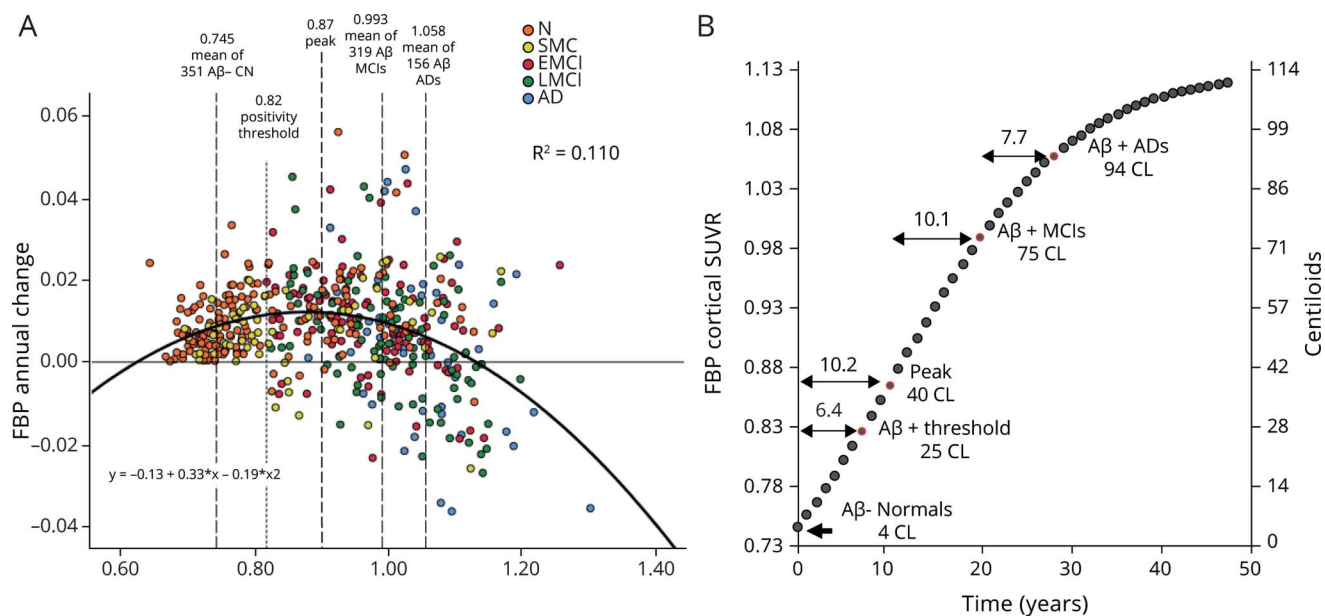 A
0.745
mean of
351 Aβ– CN
0.82
positivity
threshold
0.87
peak
0.993
mean of
319 Aβ
MCIs
1.058
mean of
156 Aβ
ADs
N
SMC
EMCI
LMCI
AD
R² = 0.110
FBP annual change
0.06
0.04
0.02
0.00
–0.02
–0.04
y = –0.13 + 0.33*x – 0.19*x2
0.60
0.80
1.00
1.20
1.40
B
FBP cortical SUVR
1.13
1.08
1.03
0.98
0.93
0.88
0.83
0.78
0.73
7.7
Aβ + ADs
94 CL
10.1
Aβ + MCIs
75 CL
10.2
Peak
40 CL
6.4
Aβ + threshold
25 CL
Aβ- Normals
4 CL
114
99
86
71
57
42
28
14
0
Centiloids
0
10
20
30
40
50
Time (years)